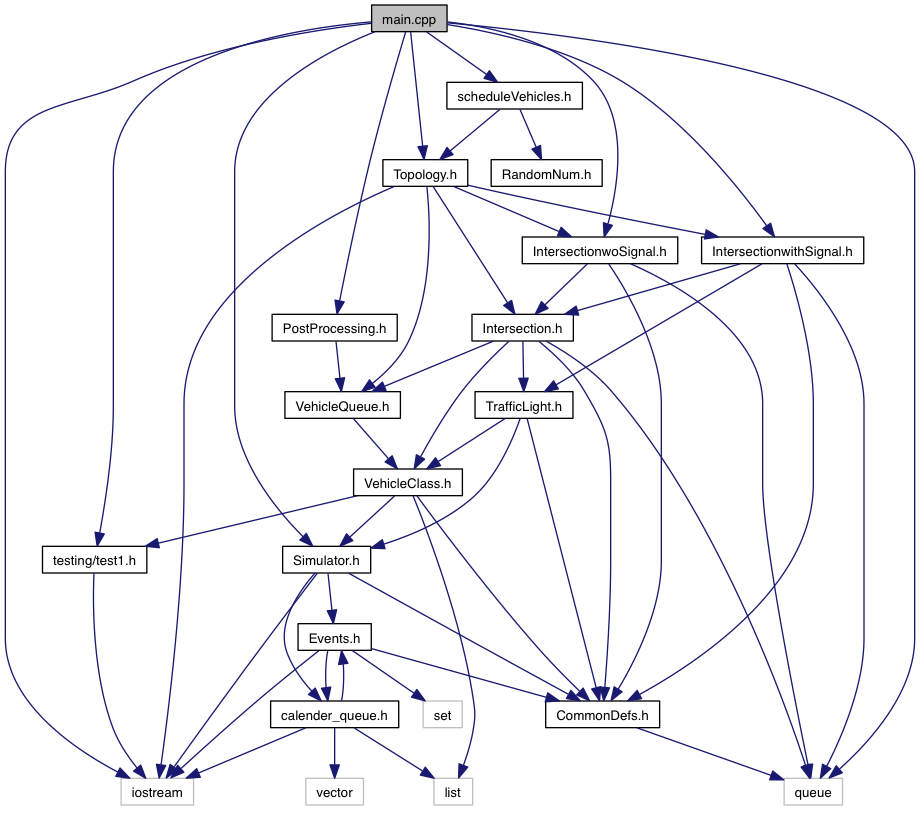 main.cpp
scheduleVehicles.h
Topology.h
RandomNum.h
IntersectionwoSignal.h
IntersectionwithSignal.h
PostProcessing.h
Intersection.h
VehicleQueue.h
TrafficLight.h
VehicleClass.h
testing/test1.h
Simulator.h
Events.h
calender_queue.h
set
CommonDefs.h
iostream
vector
list
queue